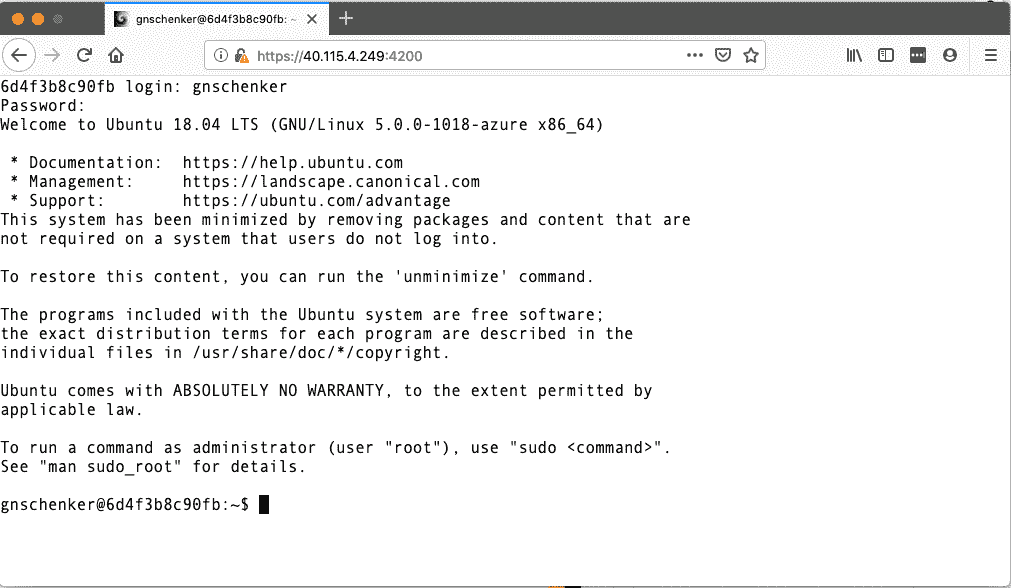 gnschenker@6d4f3b8c90fb: ~
https://40.115.4.249:4200
6d4f3b8c90fb login: gnschenker
Password:
Welcome to Ubuntu 18.04 LTS (GNU/Linux 5.0.0-1018-azure x86_64)
* Documentation:  https://help.ubuntu.com
* Management:     https://landscape.canonical.com
* Support:        https://ubuntu.com/advantage
This system has been minimized by removing packages and content that are
not required on a system that users do not log into.
To restore this content, you can run the 'unminimize' command.
The programs included with the Ubuntu system are free software;
the exact distribution terms for each program are described in the
individual files in /usr/share/doc/*/copyright.
Ubuntu comes with ABSOLUTELY NO WARRANTY, to the extent permitted by
applicable law.
To run a command as administrator (user "root"), use "sudo <command>".
See "man sudo_root" for details.
gnschenker@6d4f3b8c90fb:~$